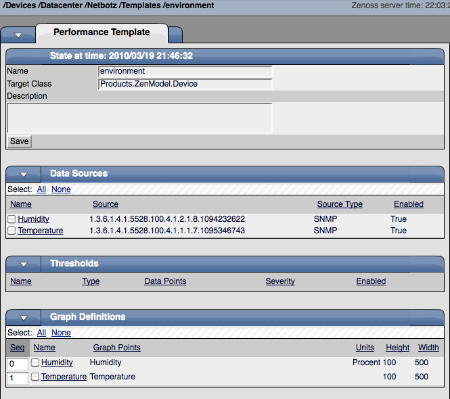 /Devices /Datacenter /Netbotz /Templates /environment
Zenoss server time: 22:03:
Performance Template
State at time: 2010/03/19 21:46:32
Name environment
Target Class Products.ZenModel.Device
Description
Save
Data Sources
Select: All None
Name Source Source Type Enabled
Humidity 1.3.6.1.4.1.5528.100.4.1.2.1.8.1094232622 SNMP True
Temperature 1.3.6.1.4.1.5528.100.4.1.1.1.7.1095346743 SNMP True
Thresholds
Name Type Data Points Severity Enabled
Graph Definitions
Select: All None
Seq Name Graph Points Units Height Width
0 Humidity Humidity Procent 100 500
1 Temperature Temperature 100 500